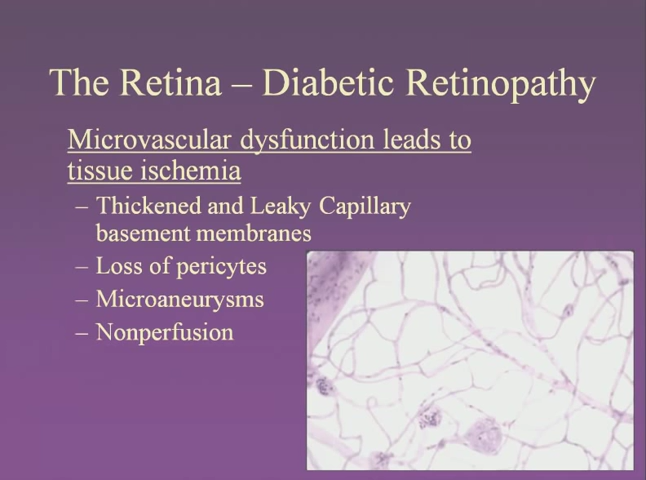 The Retina – Diabetic Retinopathy
Microvascular dysfunction leads to
tissue ischemia
– Thickened and Leaky Capillary
basement membranes
– Loss of pericytes
– Microaneurysms
– Nonperfusion